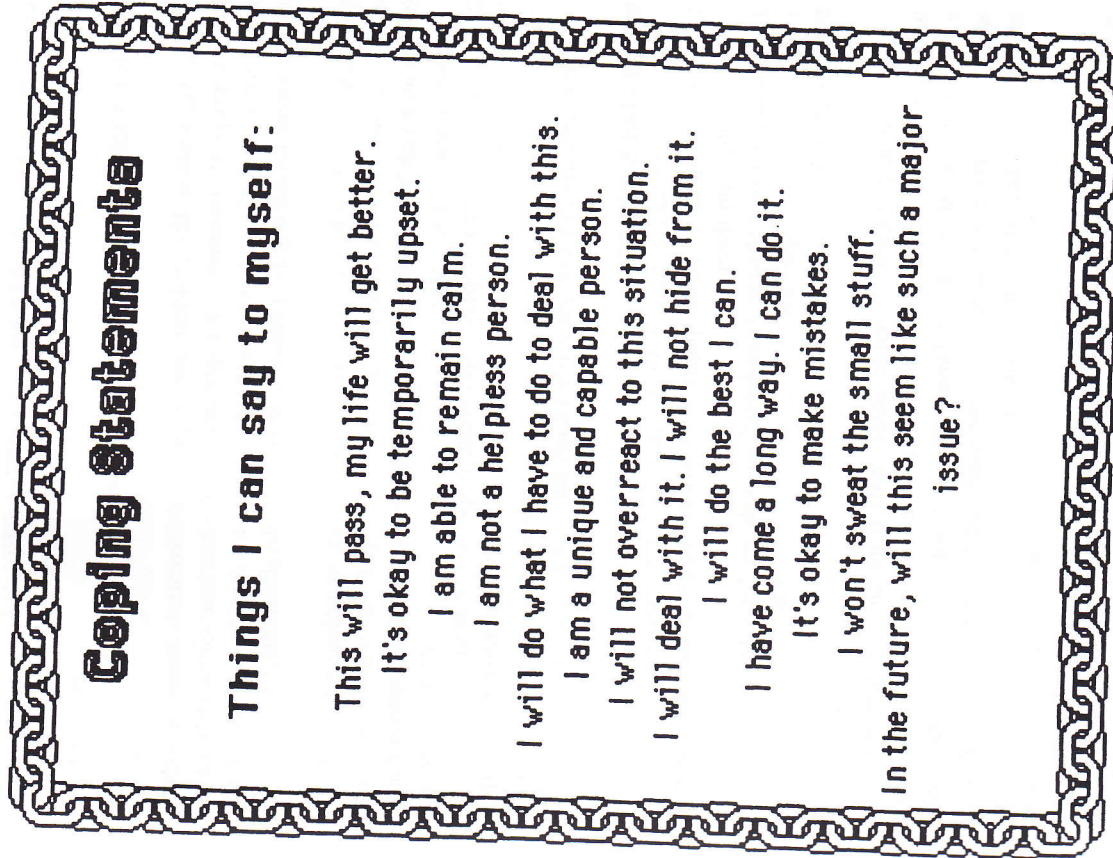 Coping Statements
Things I can say to myself:
This will pass, my life will get better.
It's okay to be temporarily upset.
I am able to remain calm.
I am not a helpless person.
I will do what I have to do to deal with this.
I am a unique and capable person.
I will not overreact to this situation.
I will deal with it. I will not hide from it.
I will do the best I can.
I have come a long way. I can do it.
It's okay to make mistakes.
I won't sweat the small stuff.
In the future, will this seem like such a major
issue?